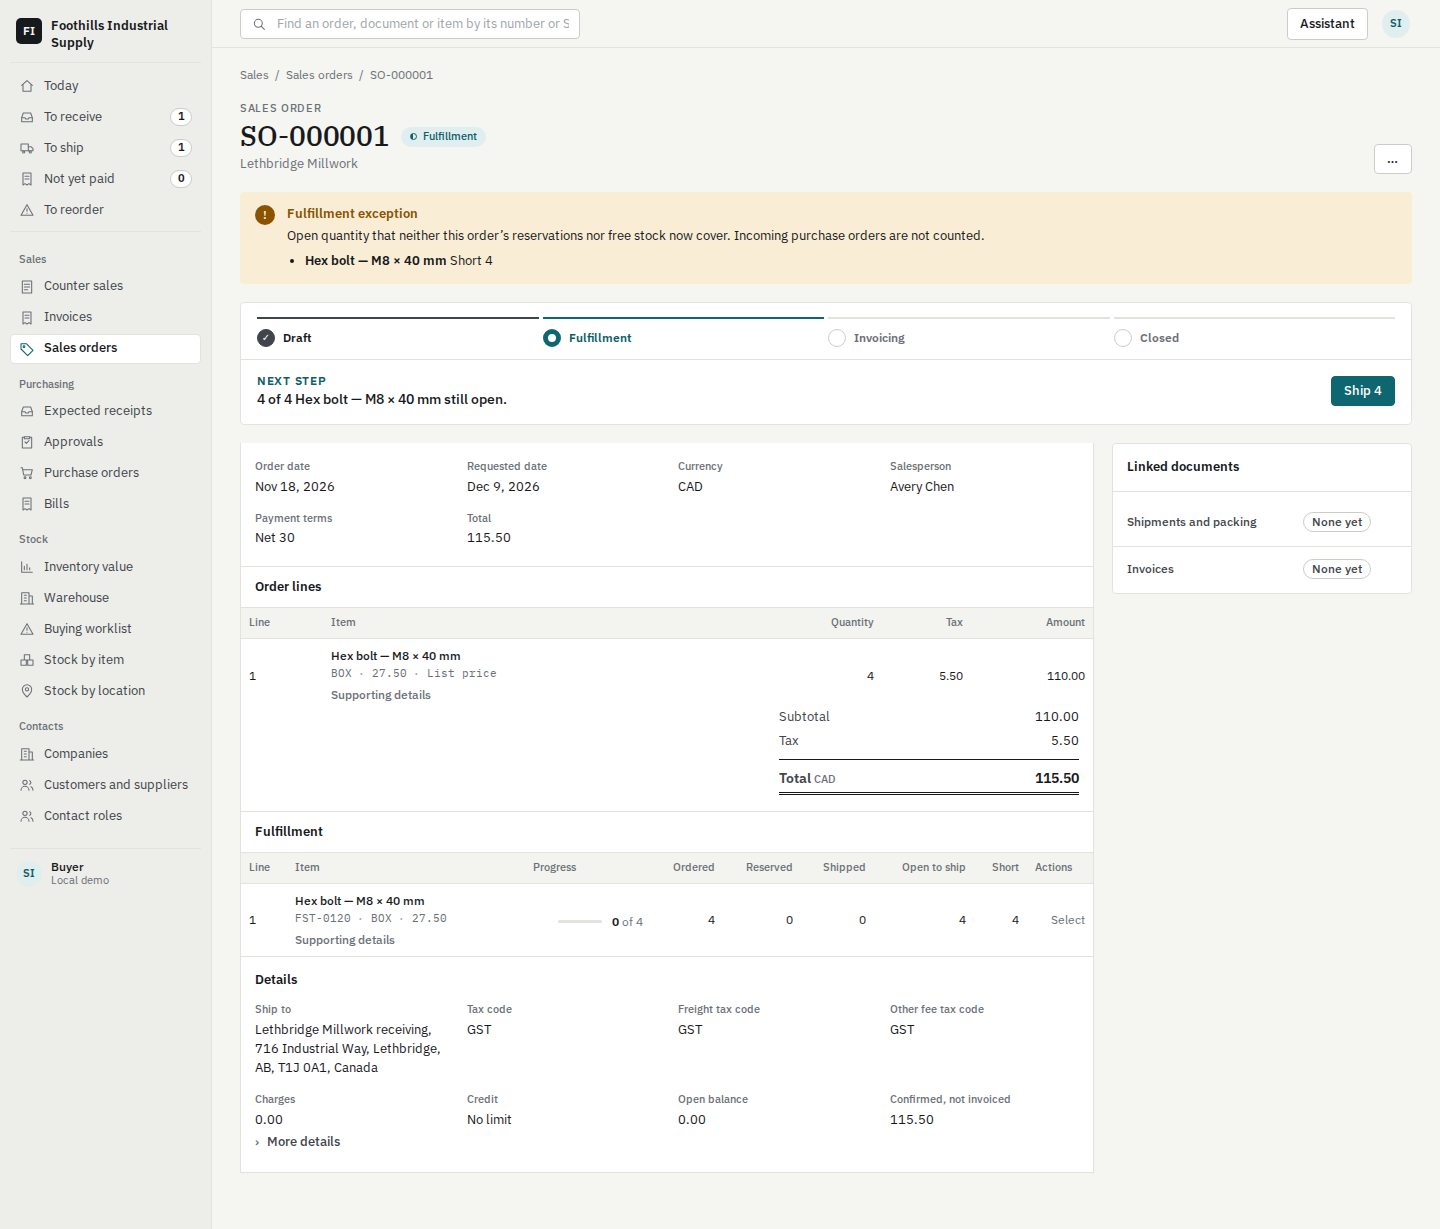 FI
Foothills Industrial
Supply
Today
To receive 1
To ship 1
Not yet paid 0
To reorder
Sales
Counter sales
Invoices
Sales orders
Purchasing
Expected receipts
Approvals
Purchase orders
Bills
Stock
Inventory value
Warehouse
Buying worklist
Stock by item
Stock by location
Contacts
Companies
Customers and suppliers
Contact roles
SI
Buyer
Local demo
Find an order, document or item by its number or S
Assistant
SI
Sales / Sales orders / SO-000001
SALES ORDER
SO-000001
Fulfillment
Lethbridge Millwork
...
! Fulfillment exception
Open quantity that neither this order’s reservations nor free stock now cover. Incoming purchase orders are not counted.
• Hex bolt — M8 × 40 mm Short 4
✓ Draft
Fulfillment
Invoicing
Closed
NEXT STEP
4 of 4 Hex bolt — M8 × 40 mm still open.
Ship 4
Order date Requested date Currency Salesperson
Nov 18, 2026 Dec 9, 2026 CAD Avery Chen
Payment terms Total
Net 30 115.50
Order lines
Line Item Quantity Tax Amount
Hex bolt — M8 × 40 mm
BOX · 27.50 · List price
1 4 5.50 110.00
Supporting details
Subtotal 110.00
Tax 5.50
Total CAD 115.50
Fulfillment
Line Item Progress Ordered Reserved Shipped Open to ship Short Actions
Hex bolt — M8 × 40 mm
FST-0120 · BOX · 27.50
1 0 of 4 4 0 0 4 4 Select
Supporting details
Details
Ship to Tax code Freight tax code Other fee tax code
Lethbridge Millwork receiving, GST GST GST
716 Industrial Way, Lethbridge,
AB, T1J 0A1, Canada
Charges Credit Open balance Confirmed, not invoiced
0.00 No limit 0.00 115.50
› More details
Linked documents
Shipments and packing None yet
Invoices None yet